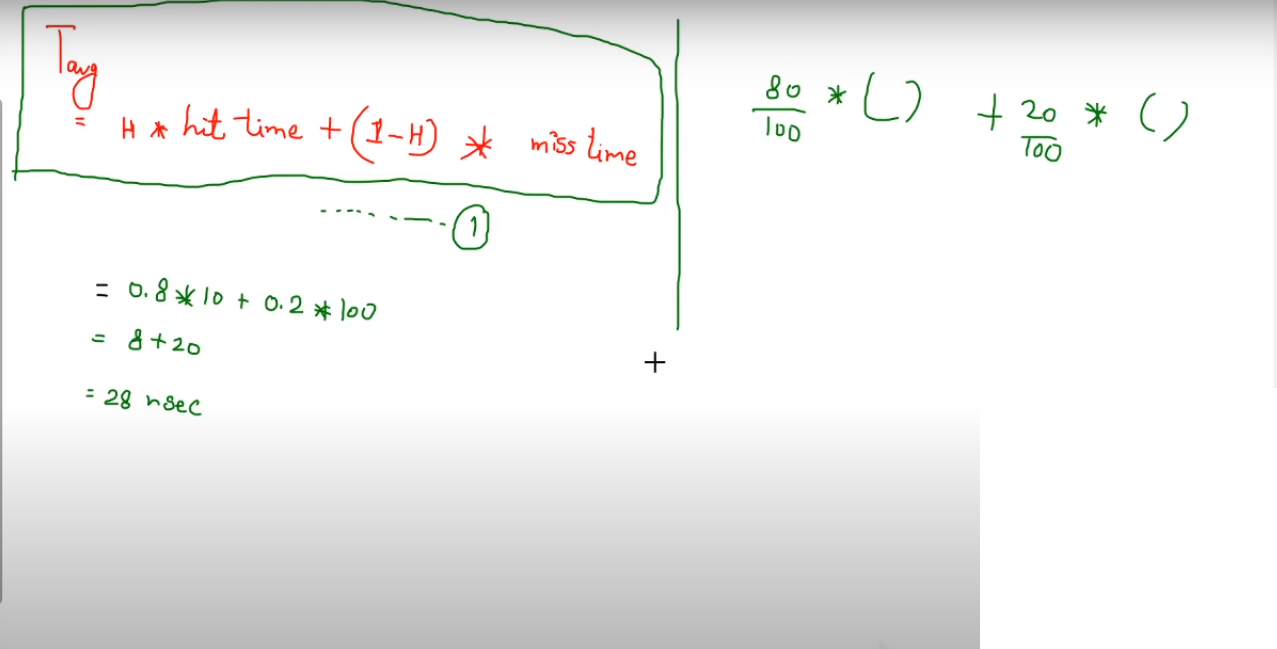 Tavg
= H * hit time + (1-H) * miss time
-------- 1
= 0.8 * 10 + 0.2 * 100
= 8+20
= 28 nsec
80/100 * ( ) + 20/100 * ( )